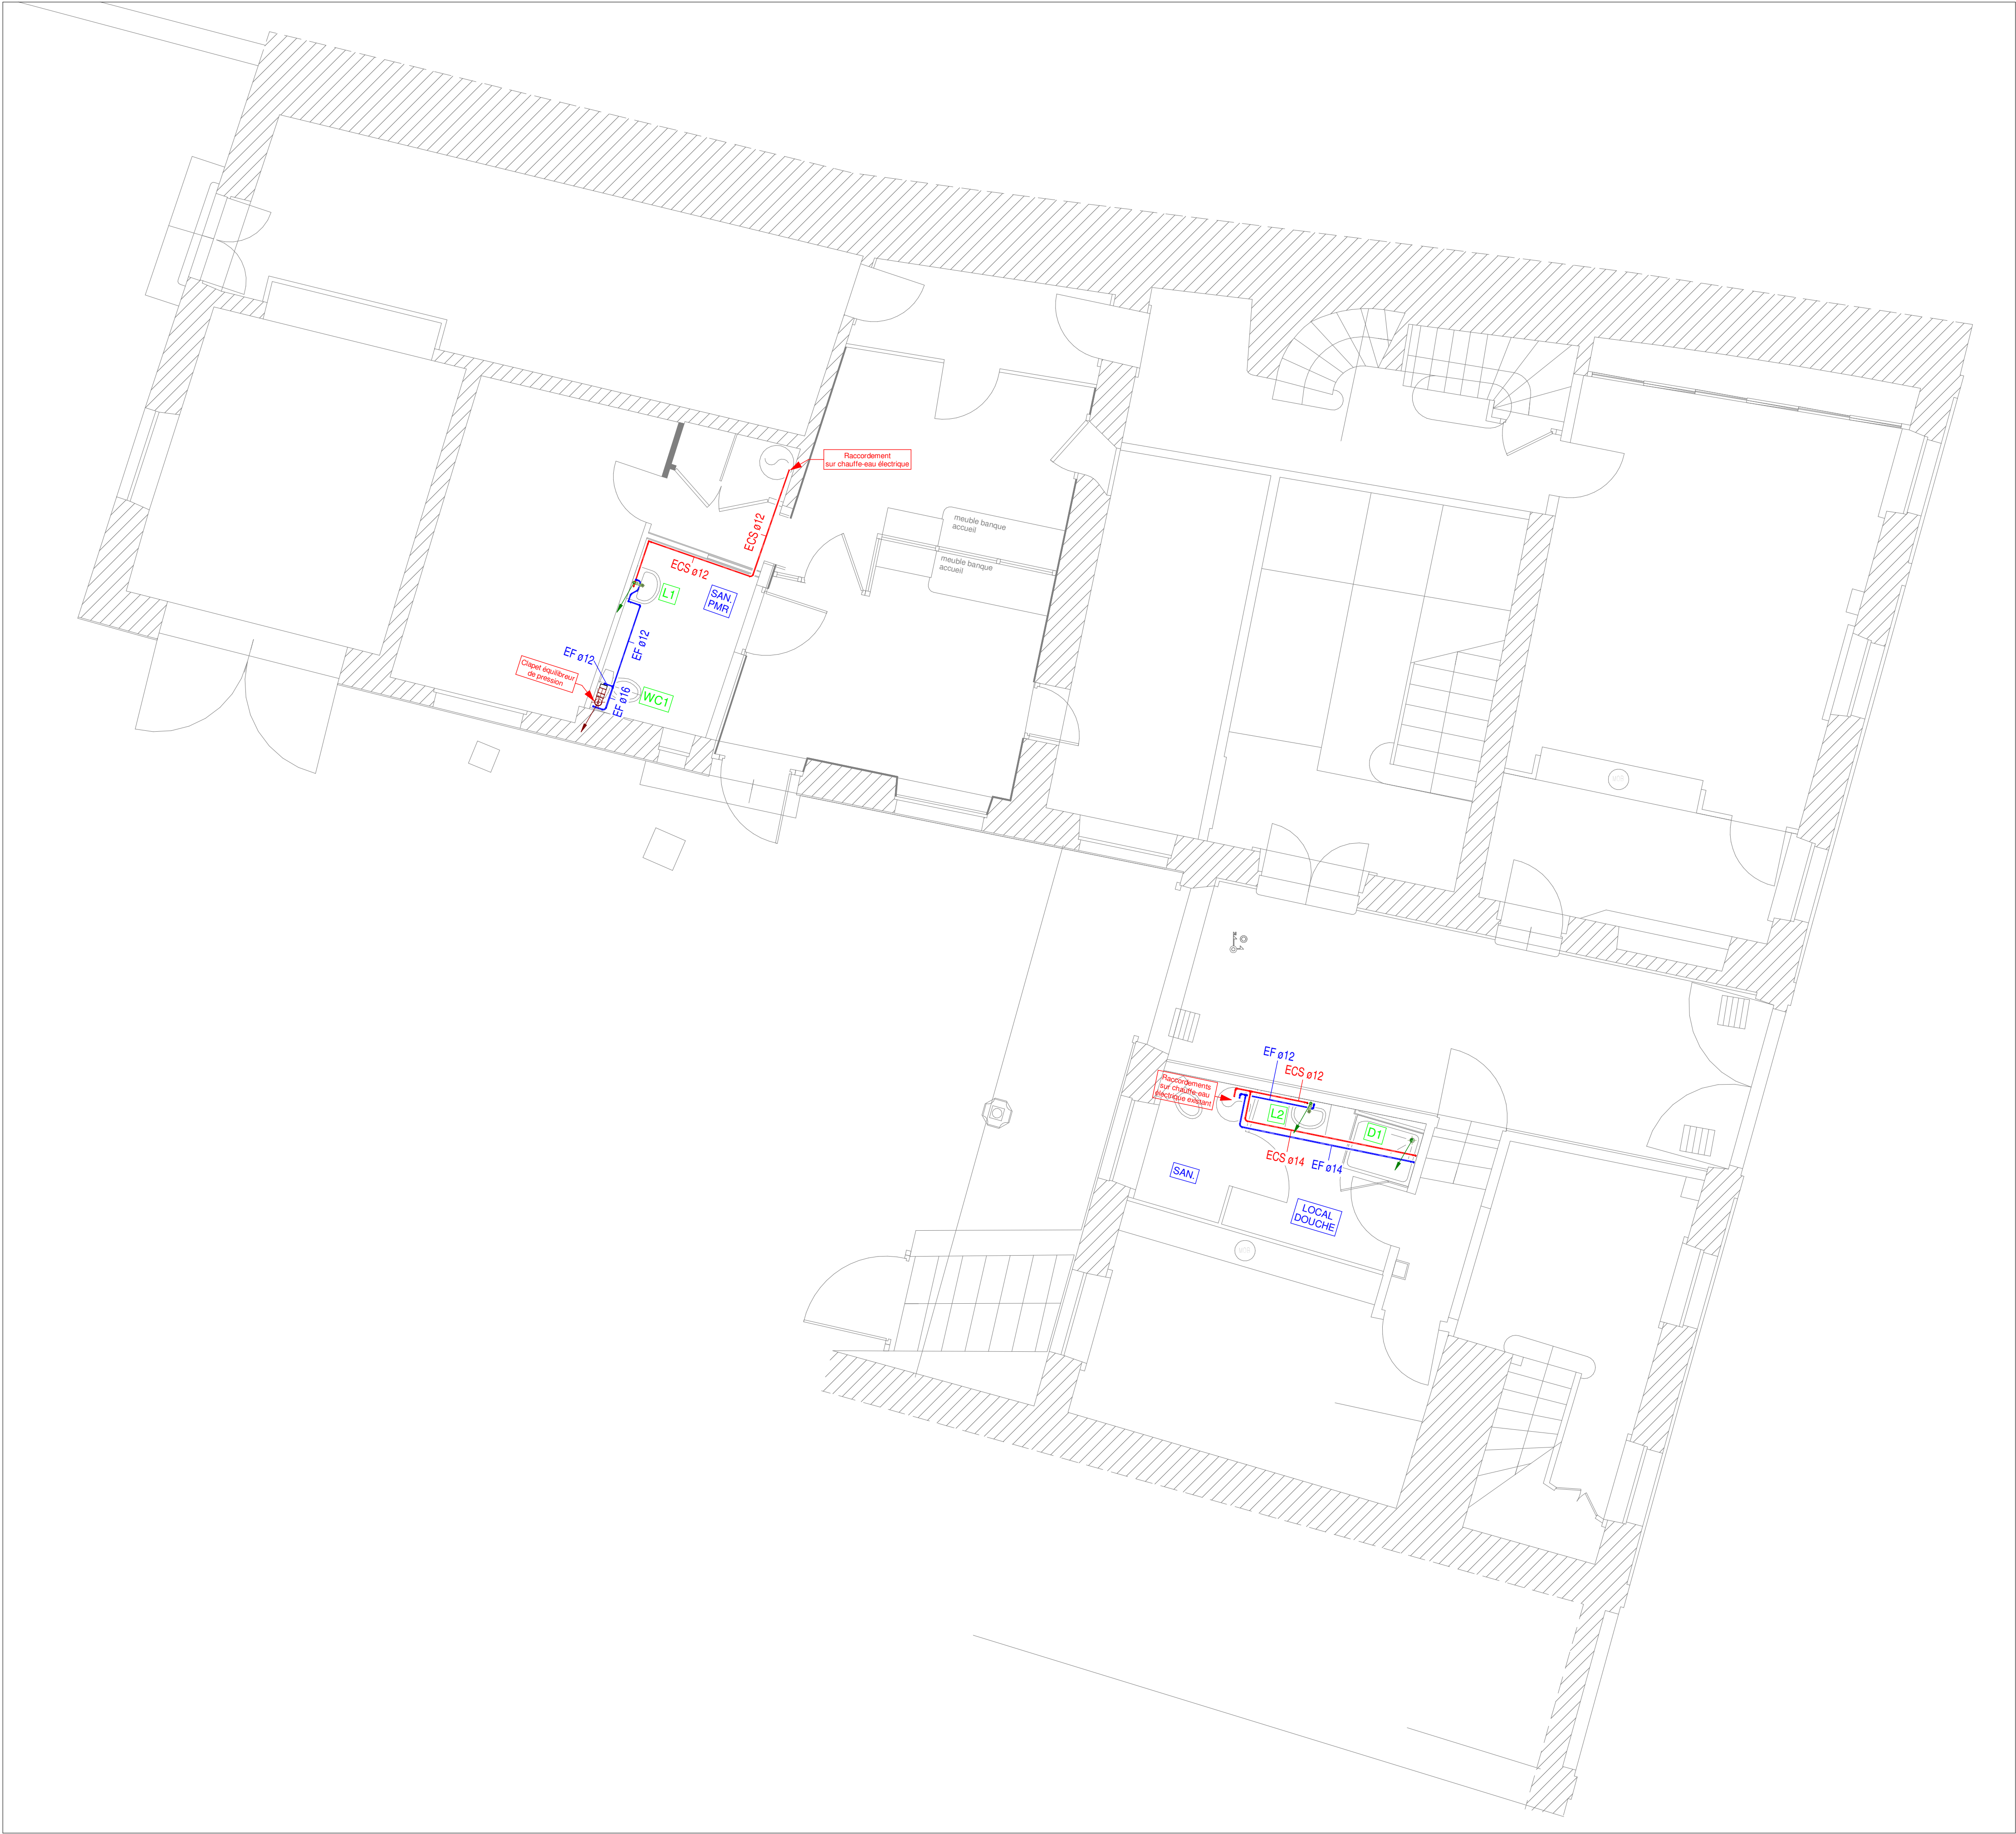 Raccordement
sur chauffe-eau électrique
meuble banque
accueil
meuble banque
accueil
ECS ø12
ECS ø12
L1
SAN.
PMR
EF ø12
EF ø12
Clapet équilibreur
de pression
EF ø16
WC1
EF ø12
ECS ø12
Raccordements
sur chauffe-eau
électrique existant
L2
D1
ECS ø14
EF ø14
SAN.
LOCAL
DOUCHE